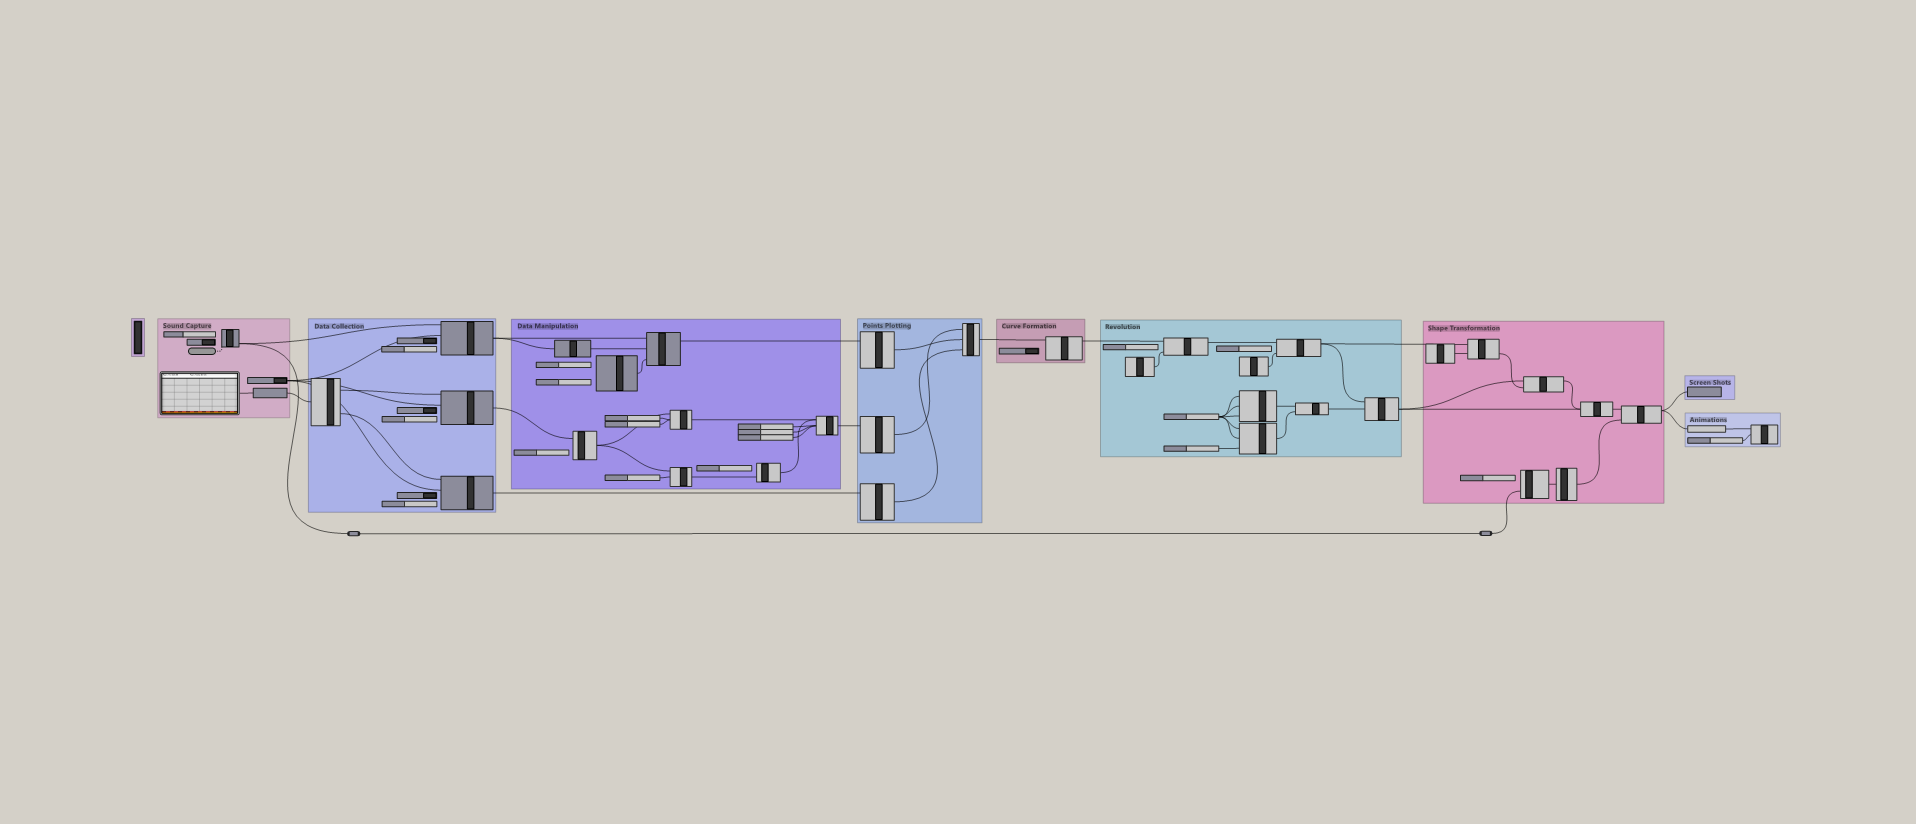 Sound Capture
Data Collection
Data Manipulation
Points Plotting
Curve Formation
Revolution
Shape Transformation
Screen Shots
Animations